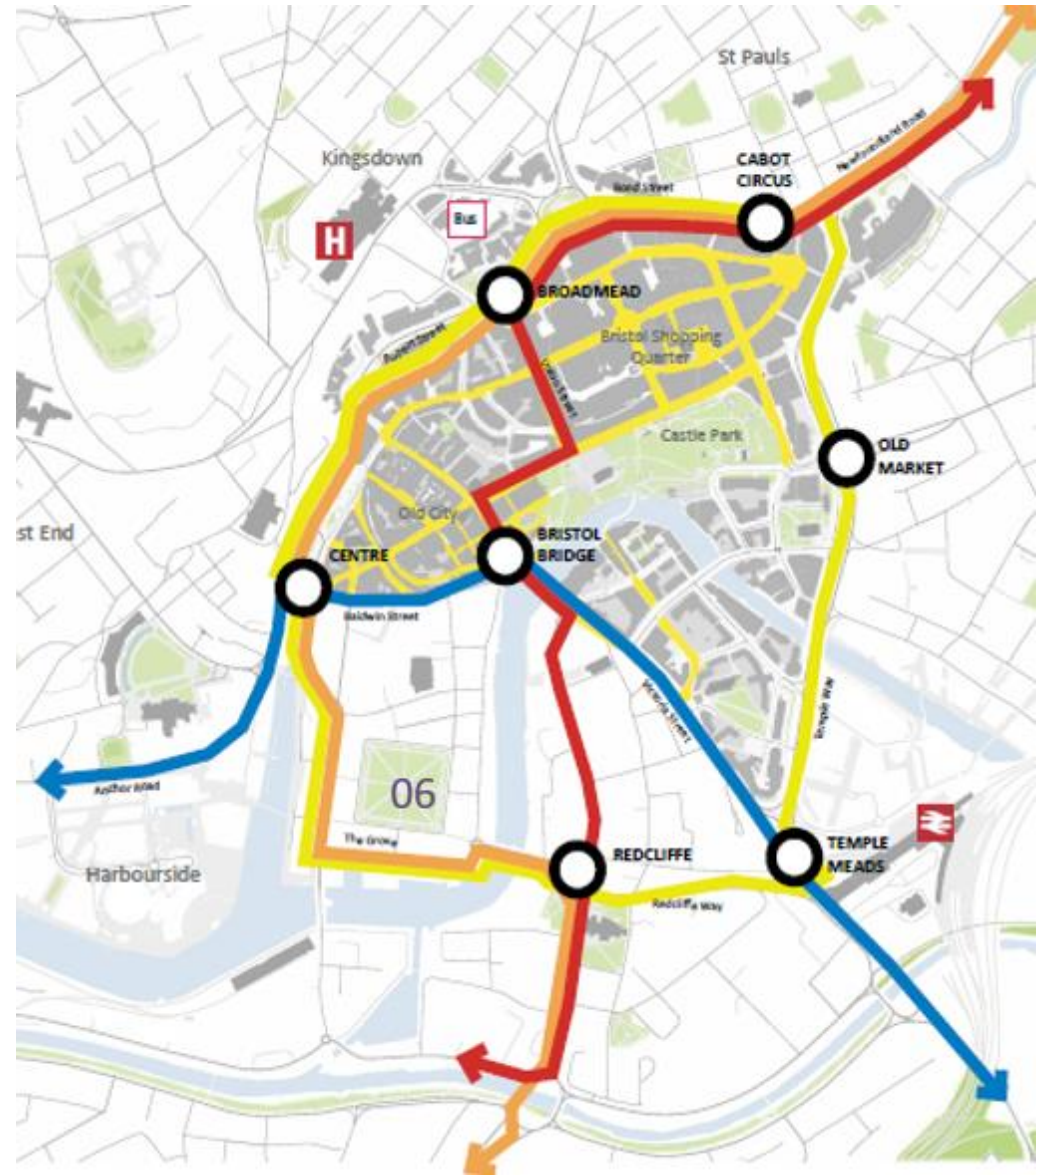 St Pauls
Kingsdown
CABOT
CIRCUS
Newfoundland Road
Bond Street
Bus
H
BROADMEAD
Rupert Street
Bristol Shopping
Quarter
Union Street
Castle Park
OLD
MARKET
Old City
st End
CENTRE
BRISTOL
BRIDGE
Baldwin Street
Victoria Street
Temple Way
Anchor Road
06
The Grove
Harbourside
REDCLIFFE
TEMPLE
MEADS
Redcliffe Way